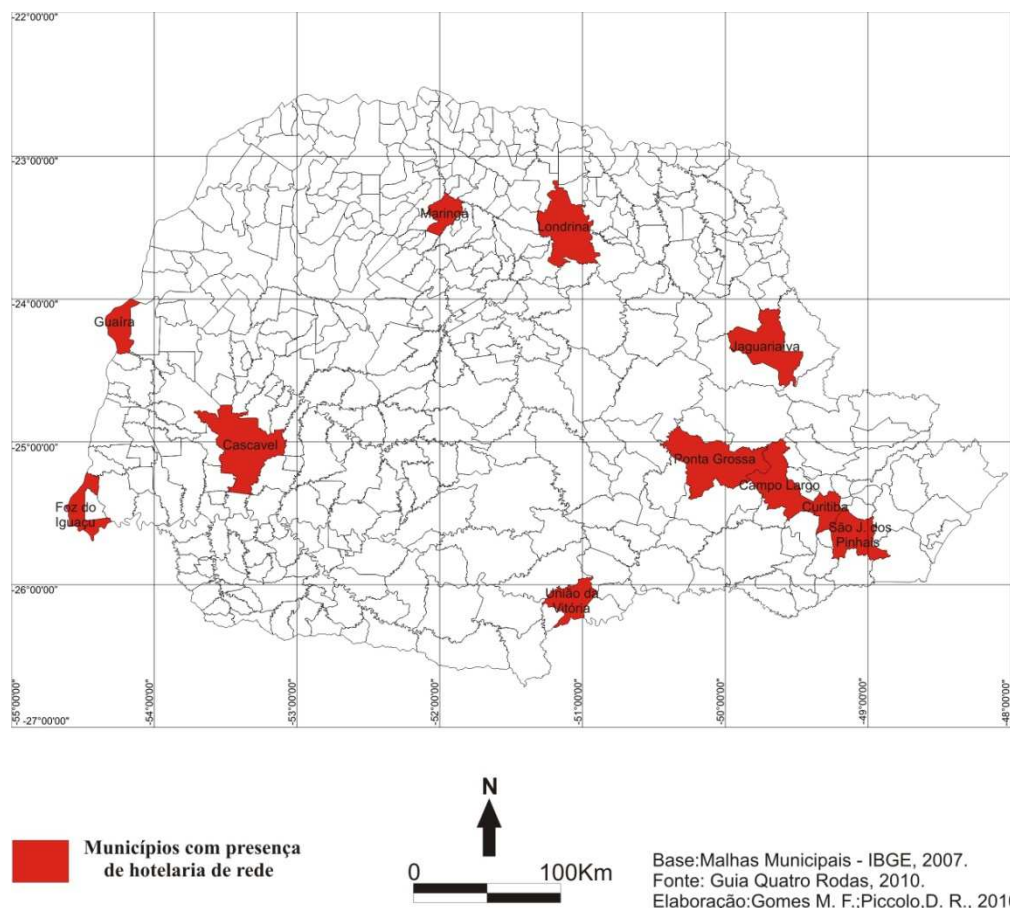 -22°00'00"
-23°00'00"
-24°00'00"
-25°00'00"
-26°00'00"
-27°00'00"
-55°00'00"
-54°00'00"
-53°00'00"
-52°00'00"
-51°00'00"
-50°00'00"
-49°00'00"
-48°00'00"
Maringá
Londrina
Guaíra
Jaguariaíva
Cascavel
Ponta Grossa
Campo Largo
Foz do
Iguaçu
Curitiba
São J. dos
Pinhais
União da
Vitória
N
Municípios com presença
de hotelaria de rede
0 100Km
Base:Malhas Municipais - IBGE, 2007.
Fonte: Guia Quatro Rodas, 2010.
Elaboração:Gomes M. F.:Piccolo,D. R., 2010